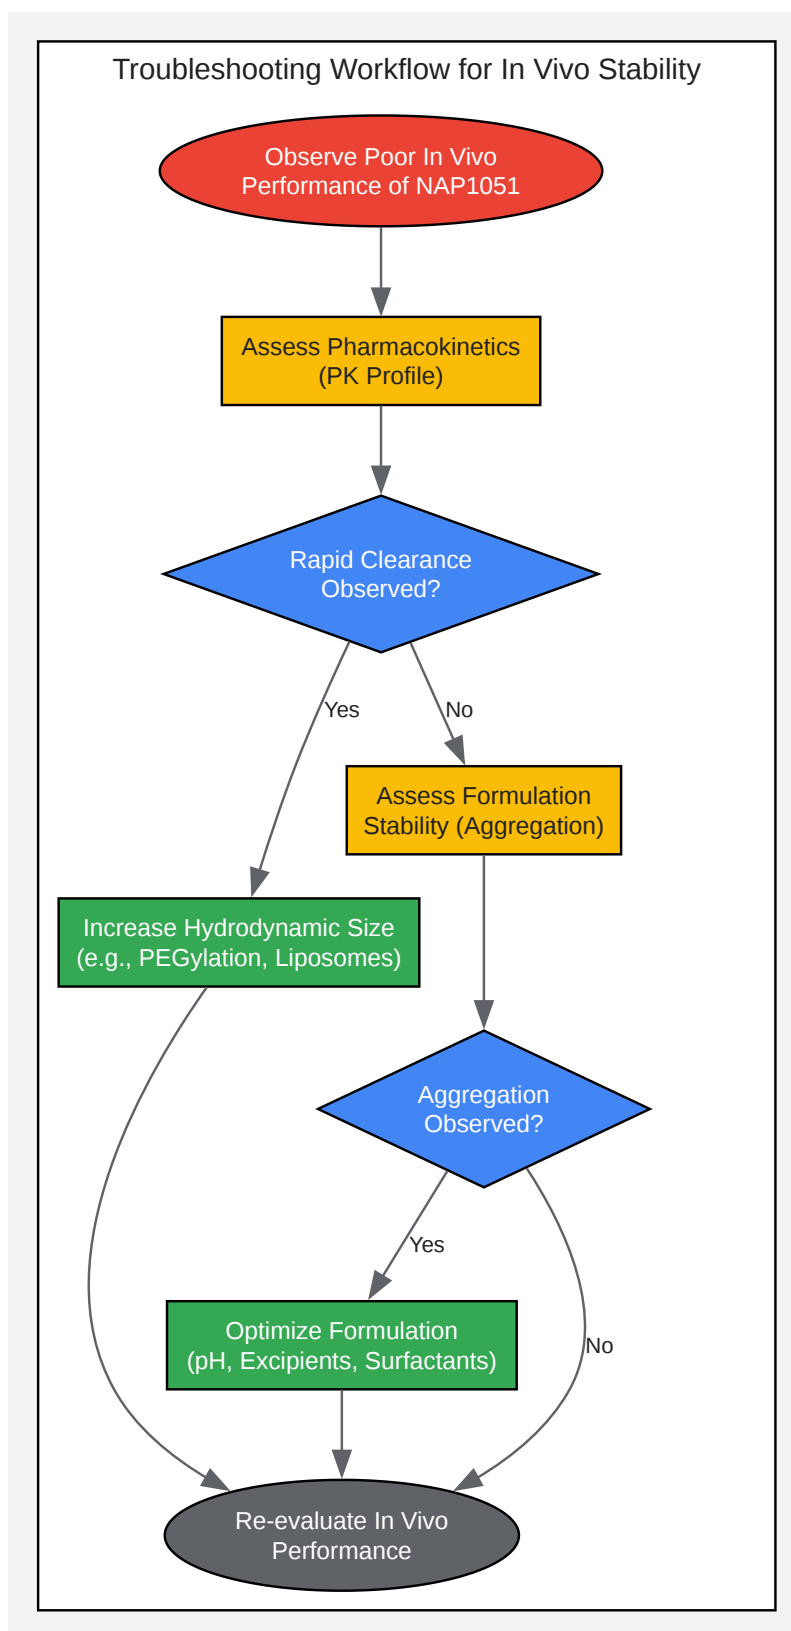 Troubleshooting Workflow for In Vivo Stability
Observe Poor In Vivo
Performance of NAP1051
Assess Pharmacokinetics
(PK Profile)
Rapid Clearance
Observed?
Yes
No
Assess Formulation
Stability (Aggregation)
Increase Hydrodynamic Size
(e.g., PEGylation, Liposomes)
Aggregation
Observed?
Yes
No
Optimize Formulation
(pH, Excipients, Surfactants)
Re-evaluate In Vivo
Performance